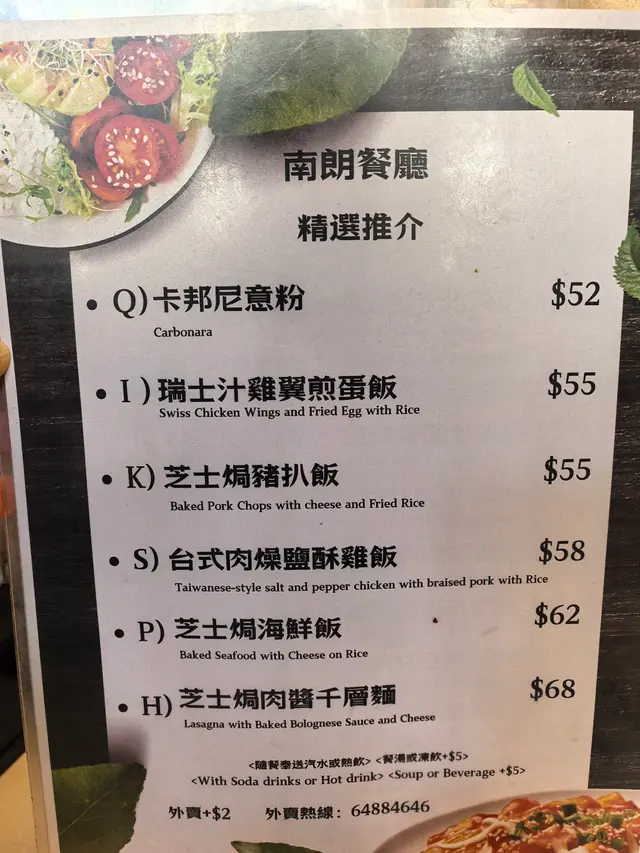 南朗餐廳
精選推介
• Q)卡邦尼意粉 $52
Carbonara
• I)瑞士汁雞翼煎蛋飯 $55
Swiss Chicken Wings and Fried Egg with Rice
• K)芝士焗豬扒飯 $55
Baked Pork Chops with cheese and Fried Rice
• S)台式肉燥鹽酥雞飯 $58
Taiwanese-style salt and pepper chicken with braised pork with Rice
• P)芝士焗海鮮飯 $62
Baked Seafood with Cheese on Rice
• H)芝士焗肉醬千層麵 $68
Lasagna with Baked Bolognese Sauce and Cheese
<隨餐奉送汽水或熱飲> <餐湯或凍飲+$5>
<With Soda drinks or Hot drink> <Soup or Beverage +$5>
外賣+$2 外賣熱線：64884646